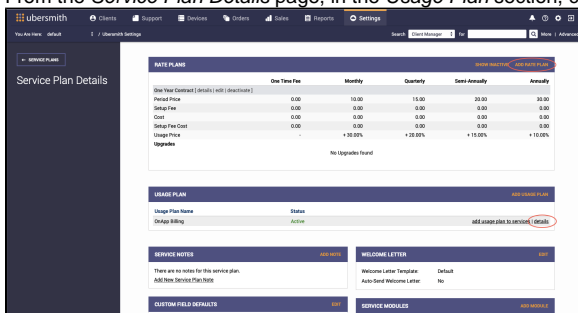 From the Service Plan Details page, in the Usage Plan section, c
ubersmith Clients Support Devices Orders Sales Reports Settings
You Are Here: default / Ubersmith Settings Search Client Manager for More | Advanced
← SERVICE PLANS
Service Plan Details
RATE PLANS SHOW INACTIVE ADD RATE PLAN
One Time Fee Monthly Quarterly Semi-Annually Annually
One Year Contract [ details | edit | deactivate ]
Period Price 0.00 10.00 15.00 20.00 30.00
Setup Fee 0.00 0.00 0.00 0.00 0.00
Cost 0.00 0.00 0.00 0.00 0.00
Setup Fee Cost 0.00 0.00 0.00 0.00 0.00
Usage Price - + 30.00% + 20.00% + 15.00% + 10.00%
Upgrades
No Upgrades found
USAGE PLAN ADD USAGE PLAN
Usage Plan Name Status
OnApp Billing Active add usage plan to services | details
SERVICE NOTES ADD NOTE
There are no notes for this service plan.
Add New Service Plan Note
WELCOME LETTER EDIT
Welcome Letter Template: Default
Auto-Send Welcome Letter: No
CUSTOM FIELD DEFAULTS EDIT
SERVICE MODULES ADD MODULE